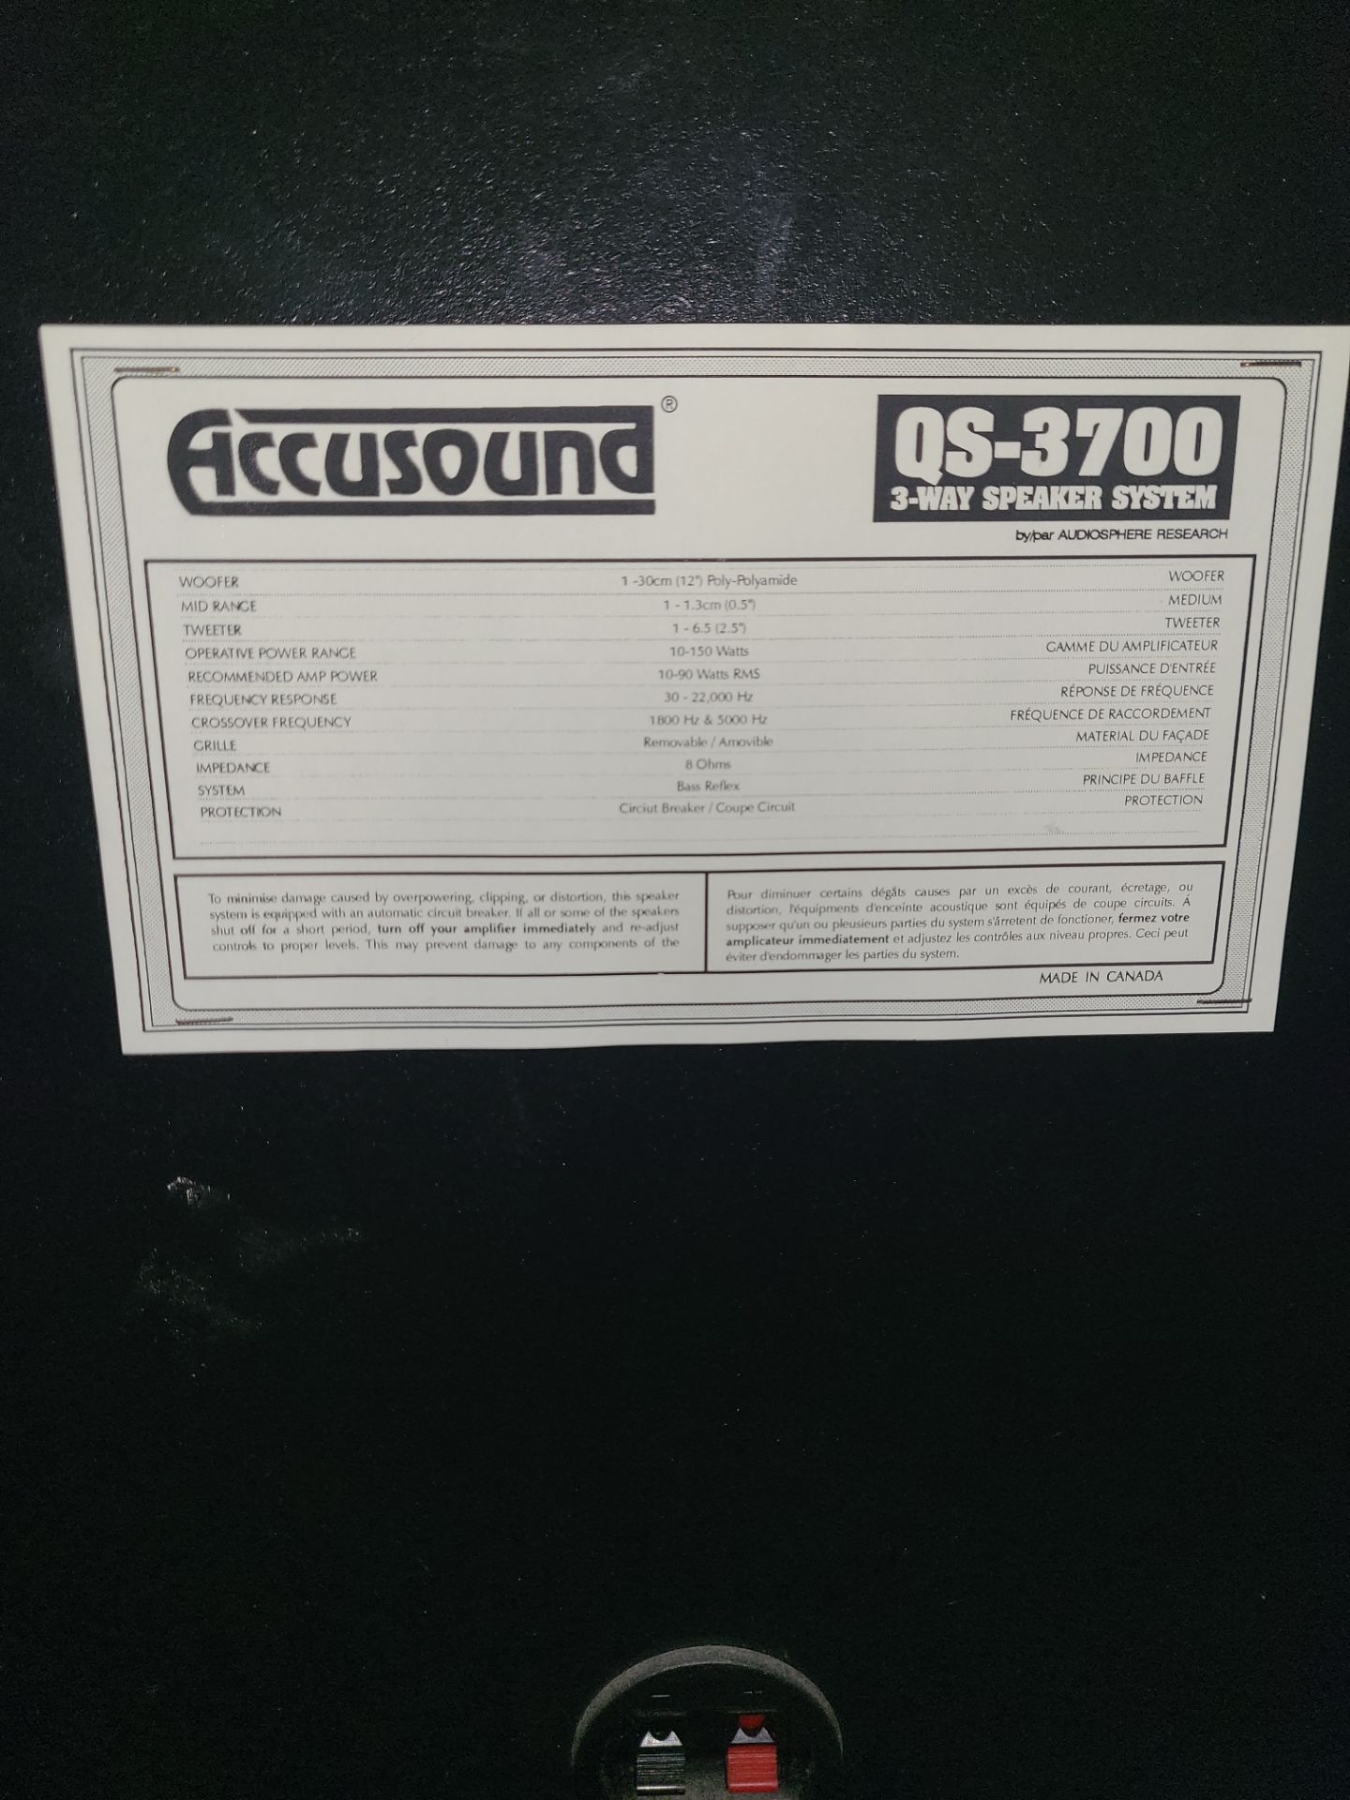 Accusound ®
QS-3700
3-WAY SPEAKER SYSTEM
by/par AUDIOSPHERE RESEARCH
WOOFER 1 -30cm (12") Poly-Polyamide WOOFER
MID RANGE 1 - 1.3cm (0.5") MEDIUM
TWEETER 1 - 6.5 (2.5") TWEETER
OPERATIVE POWER RANGE 10-150 Watts GAMME DU AMPLIFICATEUR
RECOMMENDED AMP POWER 10-90 Watts RMS PUISSANCE D'ENTRÉE
FREQUENCY RESPONSE 30 - 22,000 Hz RÉPONSE DE FRÉQUENCE
CROSSOVER FREQUENCY 1800 Hz & 5000 Hz FRÉQUENCE DE RACCORDEMENT
GRILLE Removable / Amovible MATERIAL DU FAÇADE
IMPEDANCE 8 Ohms IMPEDANCE
SYSTEM Bass Reflex PRINCIPE DU BAFFLE
PROTECTION Circiut Breaker / Coupe Circuit PROTECTION
To minimise damage caused by overpowering, clipping, or distortion, this speaker
system is equipped with an automatic circuit breaker. If all or some of the speakers
shut off for a short period, turn off your amplifier immediately and re-adjust
controls to proper levels. This may prevent damage to any components of the
Pour diminuer certains dégâts causes par un excès de courant, écretage, ou
distortion, l'équipments d'enceinte acoustique sont équipés de coupe circuits. À
supposer qu'un ou pleusieurs parties du system s'àrretent de fonctioner, fermez votre
amplicateur immediatement et adjustez les contrôles aux niveau propres. Ceci peut
éviter d'endommager les parties du system.
MADE IN CANADA